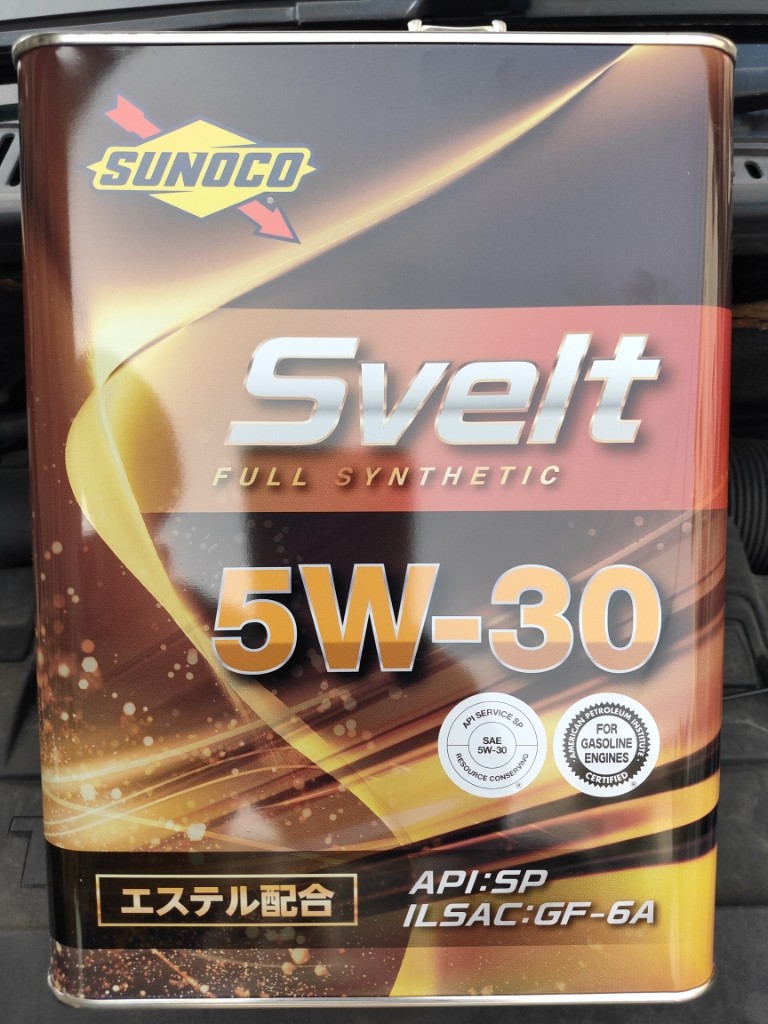 SUNOCO
®
Svelt
FULL SYNTHETIC
5W-30
API SERVICE SP
SAE
5W-30
RESOURCE CONSERVING
®
AMERICAN PETROLEUM INSTITUTE
FOR
GASOLINE
ENGINES
CERTIFIED
®
エステル配合
API:SP
ILSAC:GF-6A